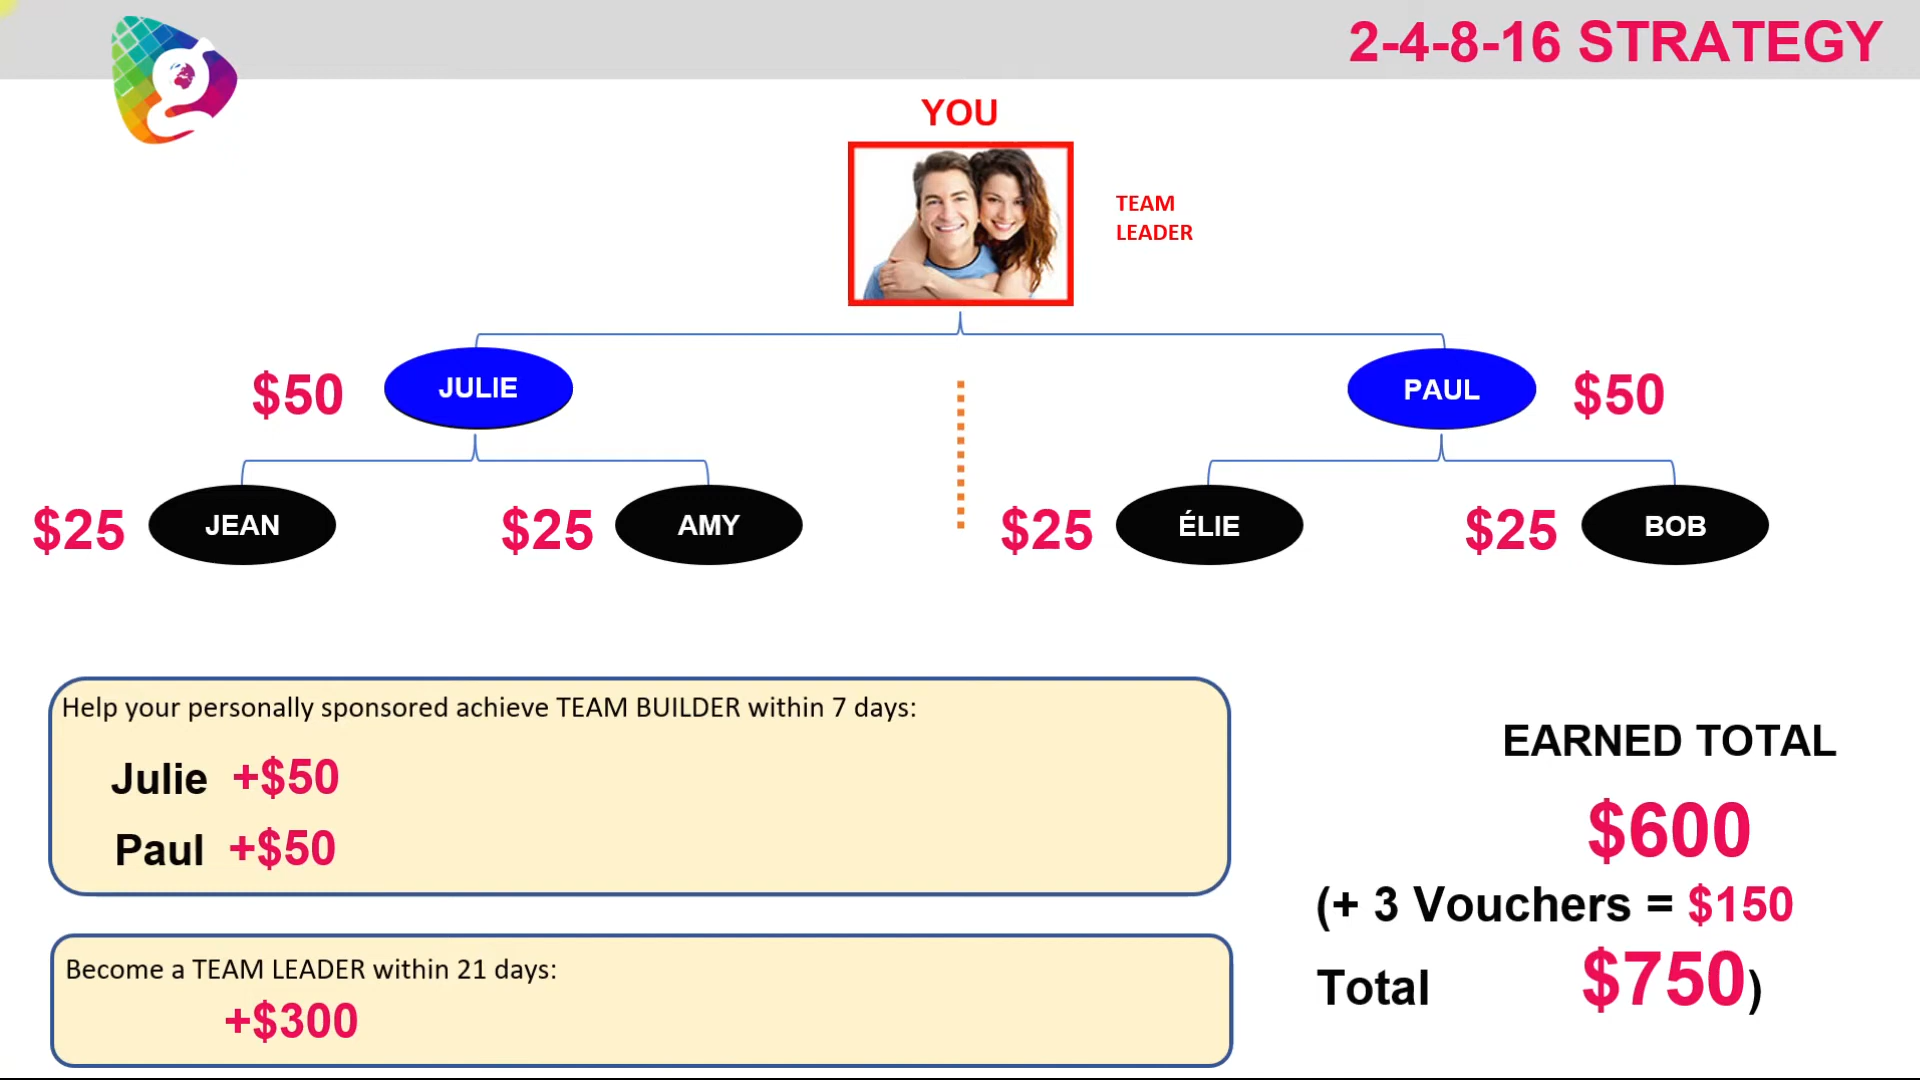 2-4-8-16 STRATEGY
YOU
TEAM
LEADER
$50 JULIE
PAUL $50
$25 JEAN
$25 AMY
$25 ÉLIE
$25 BOB
Help your personally sponsored achieve TEAM BUILDER within 7 days:
Julie +$50
Paul +$50
Become a TEAM LEADER within 21 days:
+$300
EARNED TOTAL
$600
(+ 3 Vouchers = $150
Total $750)